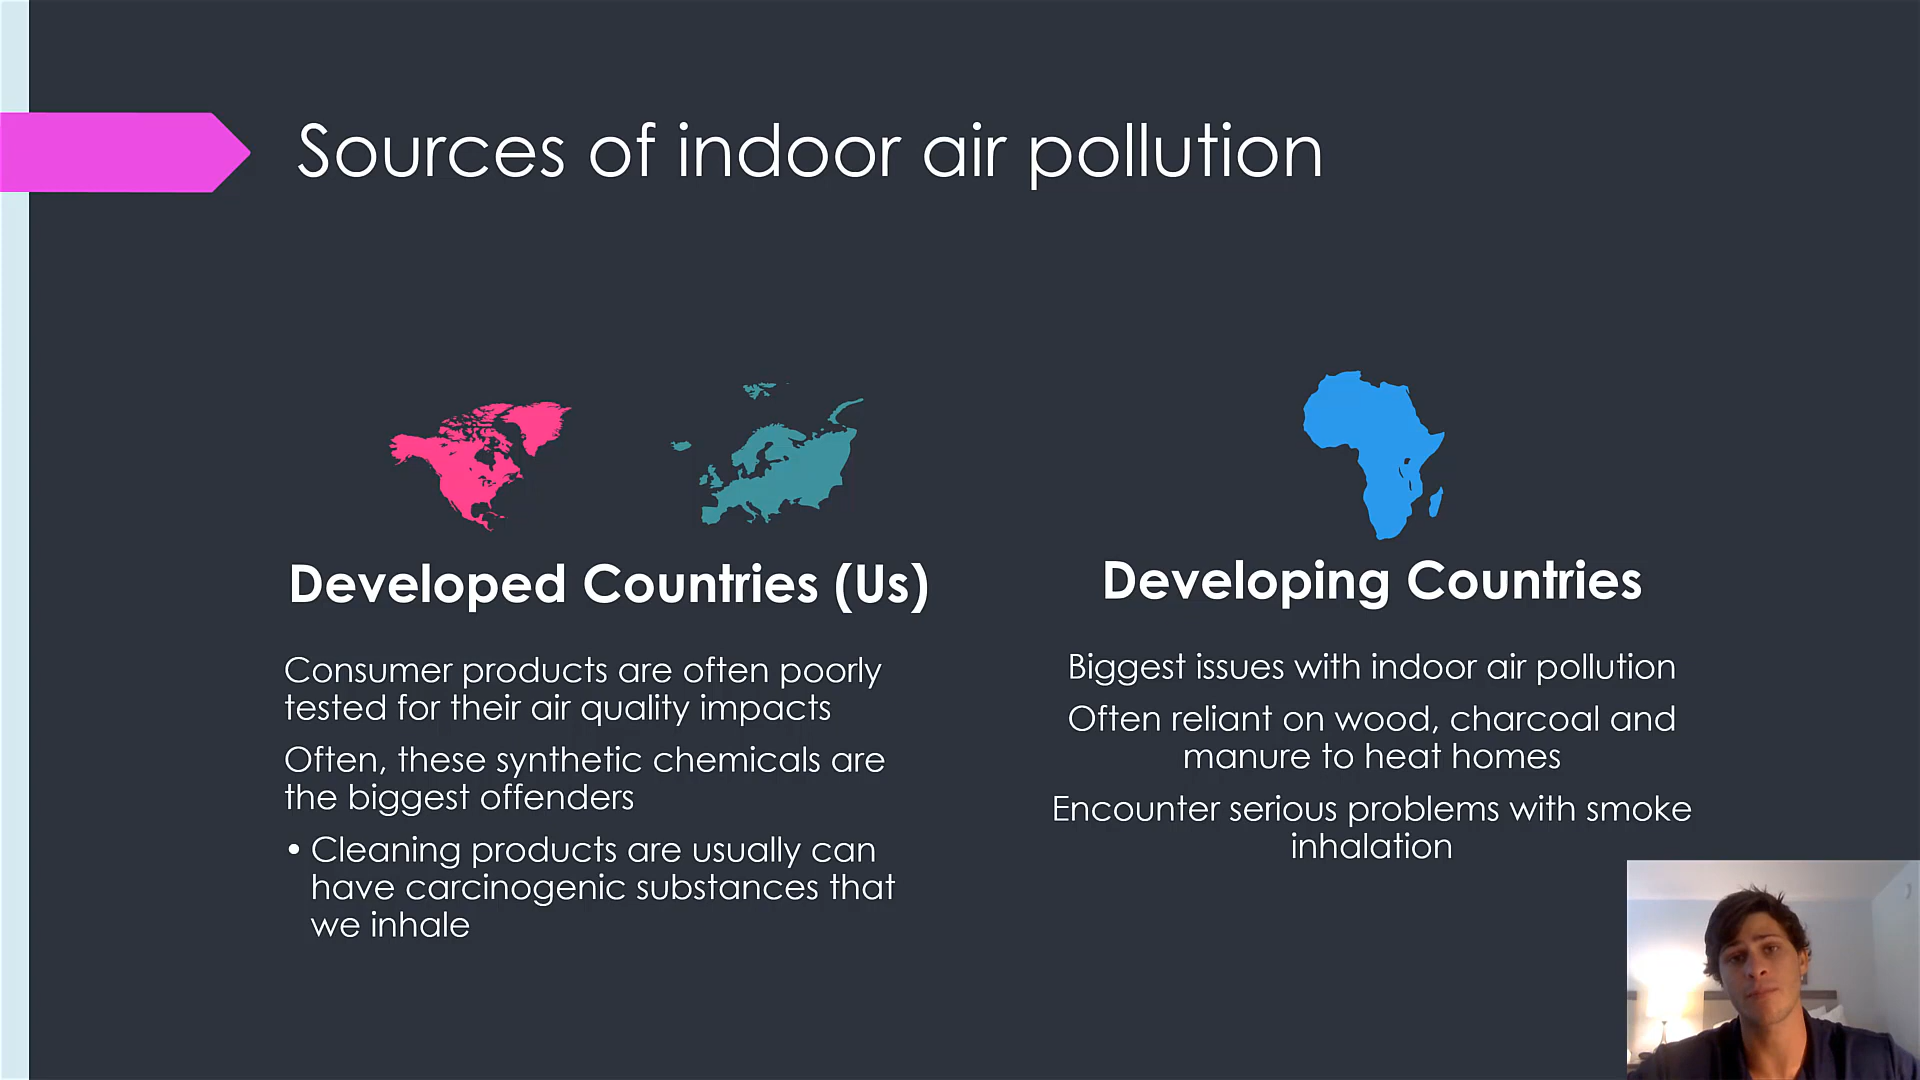 Sources of indoor air pollution
Developed Countries (Us)
Consumer products are often poorly
tested for their air quality impacts
Often, these synthetic chemicals are
the biggest offenders
• Cleaning products are usually can
have carcinogenic substances that
we inhale
Developing Countries
Biggest issues with indoor air pollution
Often reliant on wood, charcoal and
manure to heat homes
Encounter serious problems with smoke
inhalation